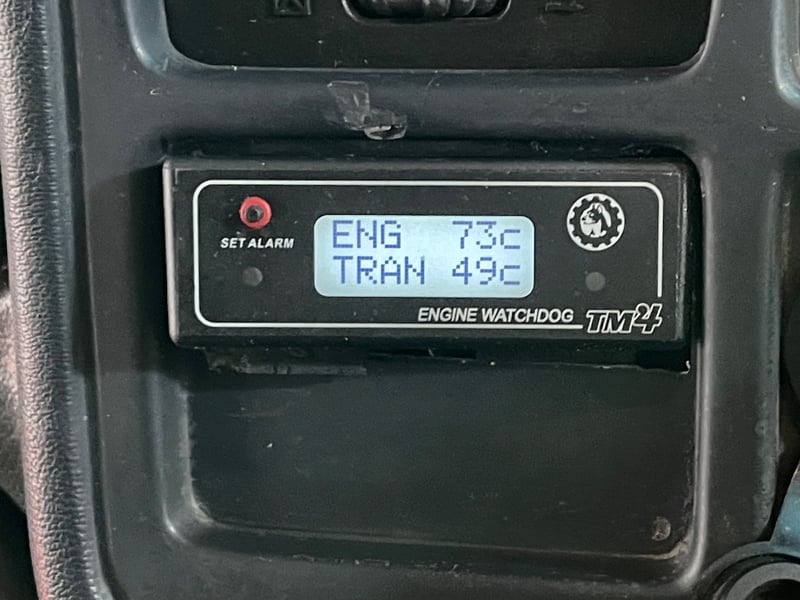 SET ALARM
ENG 73c
TRAN 49c
ENGINE WATCHDOG TM4